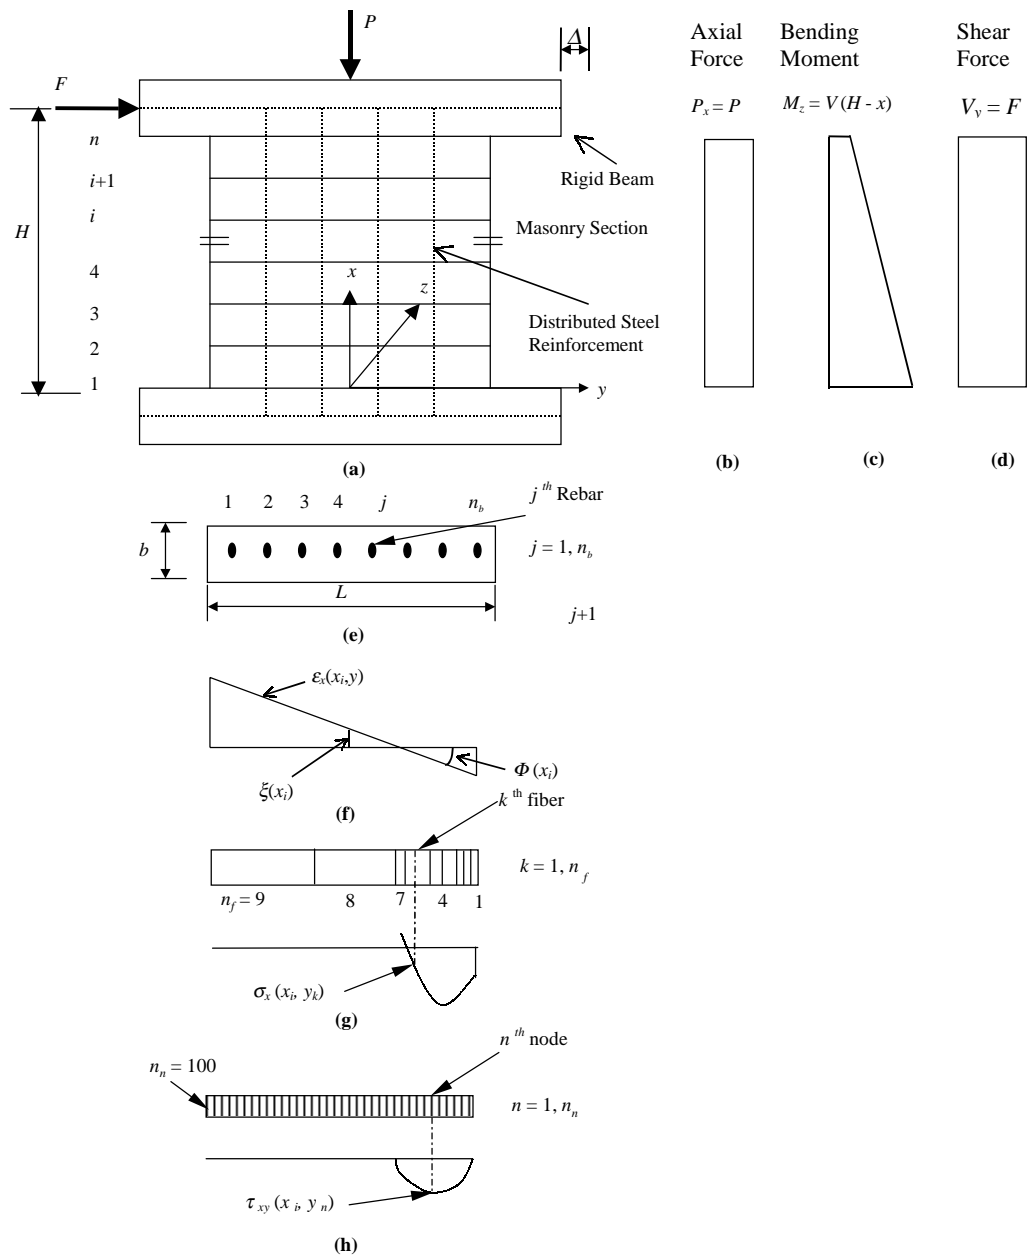 P
Δ
F
n
i+1
i
H
4
3
2
1
x
z
y
Rigid Beam
Masonry Section
Distributed Steel
Reinforcement
(a)
Axial
Force
P_x = P
(b)
Bending
Moment
M_z = V(H - x)
(c)
Shear
Force
V_y = F
(d)
1 2 3 4 j n_b
j^th Rebar
b
j = 1, n_b
L
j+1
(e)
ε_x(x_i,y)
ξ(x_i)
Φ(x_i)
(f)
k^th fiber
k = 1, n_f
n_f = 9 8 7 4 1
σ_x(x_i, y_k)
(g)
n^th node
n_n = 100
n = 1, n_n
τ_xy(x_i, y_n)
(h)